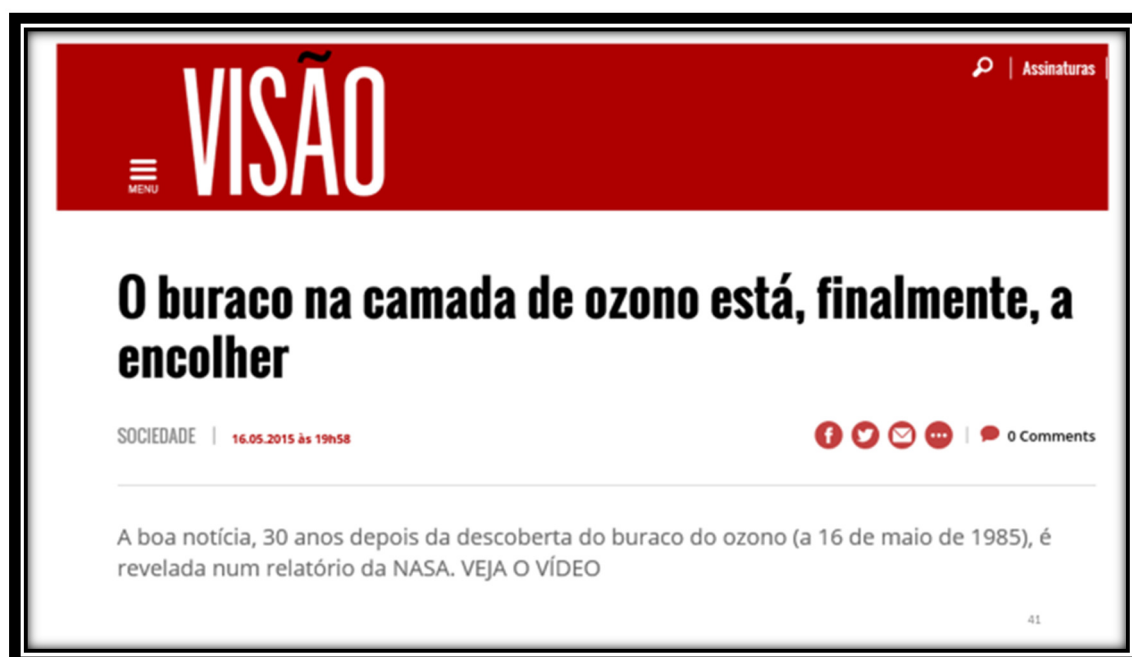 VISÃO
MENU
Assinaturas
O buraco na camada de ozono está, finalmente, a
encolher
SOCIEDADE | 16.05.2015 às 19h58
0 Comments
A boa notícia, 30 anos depois da descoberta do buraco do ozono (a 16 de maio de 1985), é
revelada num relatório da NASA. VEJA O VÍDEO
41